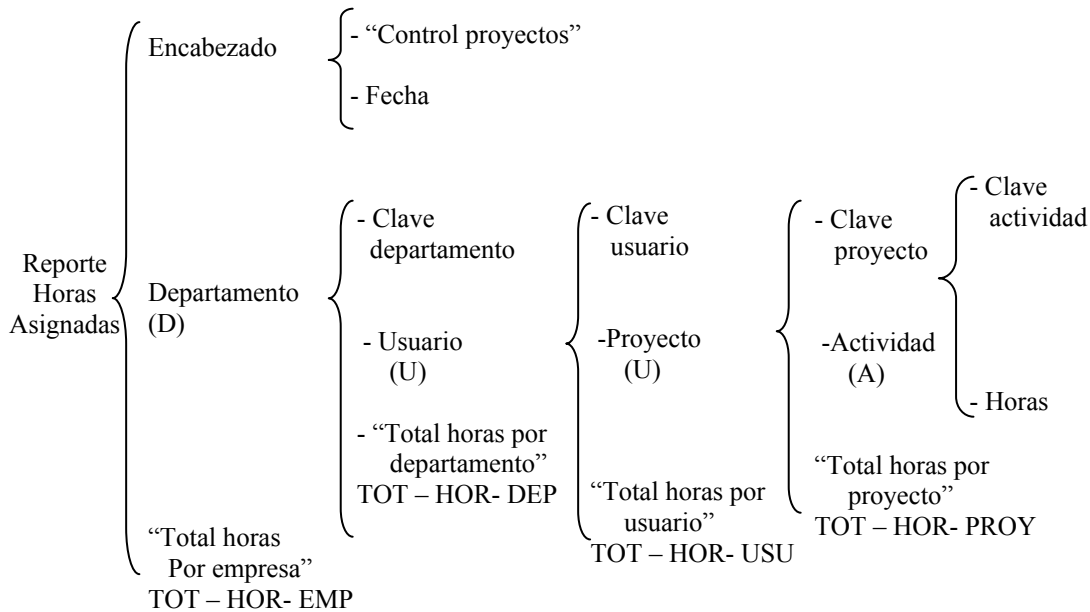 Reporte
Horas
Asignadas
Encabezado
- “Control proyectos”
- Fecha
Departamento
(D)
- Clave
departamento
- Usuario
(U)
- “Total horas por
departamento”
TOT – HOR- DEP
- Clave
usuario
-Proyecto
(U)
“Total horas por
usuario”
TOT – HOR- USU
- Clave
proyecto
-Actividad
(A)
“Total horas por
proyecto”
TOT – HOR- PROY
- Clave
actividad
- Horas
“Total horas
Por empresa”
TOT – HOR- EMP